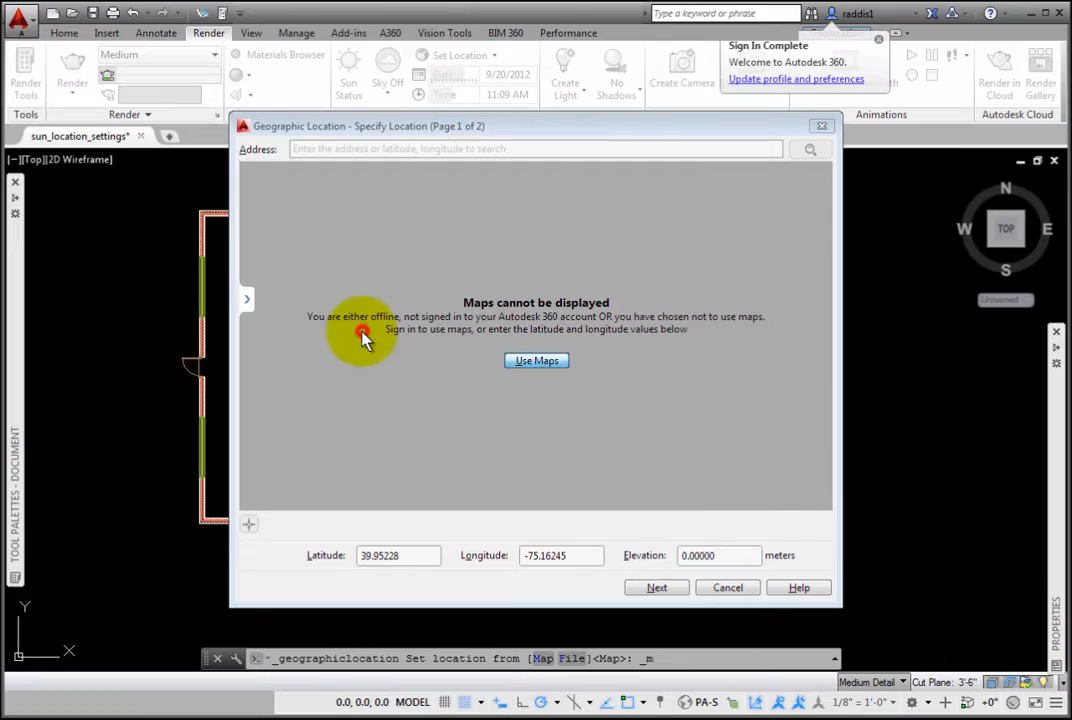 Type a keyword or phrase
raddis1
Home Insert Annotate Render View Manage Add-ins A360 Vision Tools BIM 360 Performance
Sign In Complete
Welcome to Autodesk 360.
Update profile and preferences
Medium
Materials Browser
Set Location
Date 9/20/2012
Time 11:09 AM
Render Tools
Render
Sun Status
Sky Off
Create Light
No Shadows
Create Camera
Render in Cloud
Render Gallery
Tools
Render
Animations
Autodesk Cloud
sun_location_settings*
[−][Top][2D Wireframe]
Geographic Location - Specify Location (Page 1 of 2)
Address: Enter the address or latitude, longitude to search
N
W TOP E
S
Unnamed
Maps cannot be displayed
You are either offline, not signed in to your Autodesk 360 account OR you have chosen not to use maps.
Sign in to use maps, or enter the latitude and longitude values below
Use Maps
TOOL PALETTES - DOCUMENT
PROPERTIES
Latitude: 39.95228 Longitude: -75.16245 Elevation: 0.00000 meters
Next Cancel Help
Y
X
_geographiclocation Set location from [Map File]<Map>: _m
Medium Detail Cut Plane: 3'-6"
0.0, 0.0, 0.0 MODEL PA-S 1/8" = 1'-0" +0"